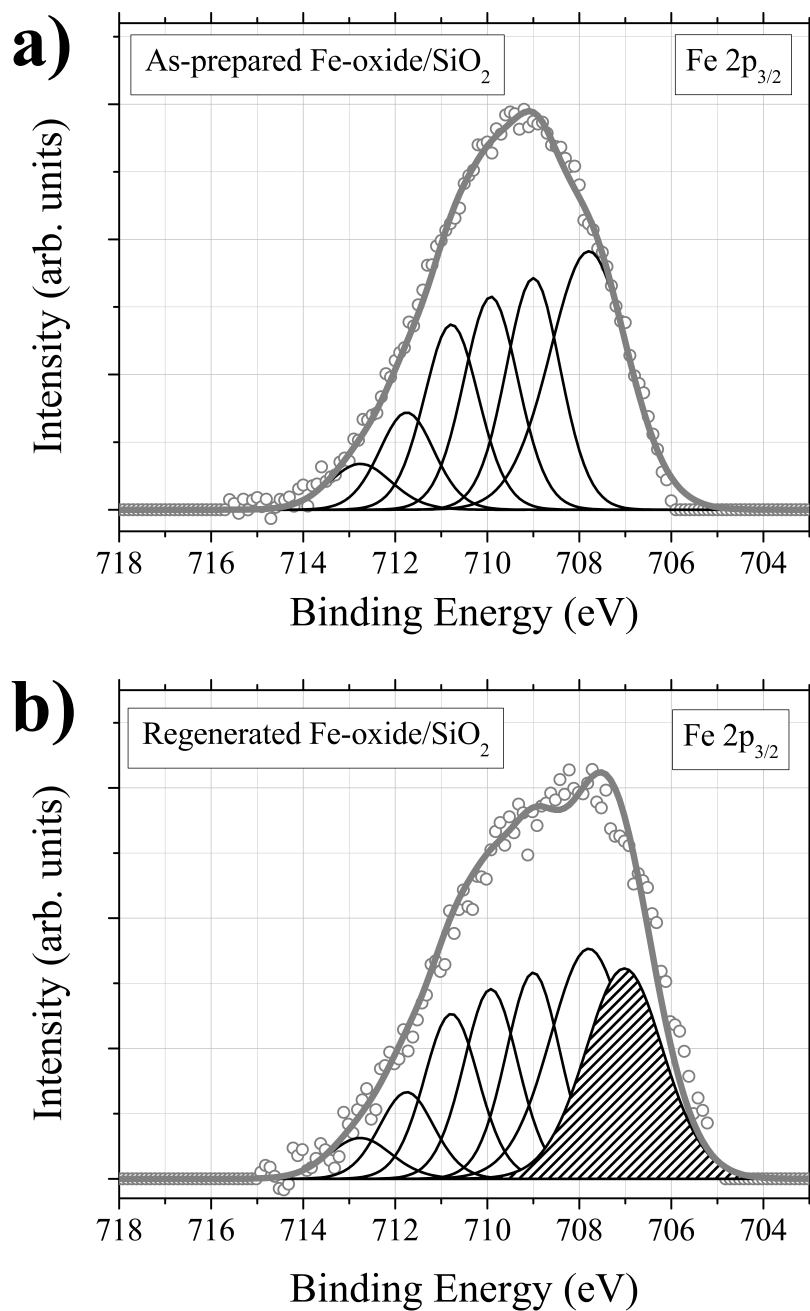 a)
As-prepared Fe-oxide/SiO₂
Fe 2p₃/₂
Intensity (arb. units)
718 716 714 712 710 708 706 704
Binding Energy (eV)
b)
Regenerated Fe-oxide/SiO₂
Fe 2p₃/₂
Intensity (arb. units)
718 716 714 712 710 708 706 704
Binding Energy (eV)